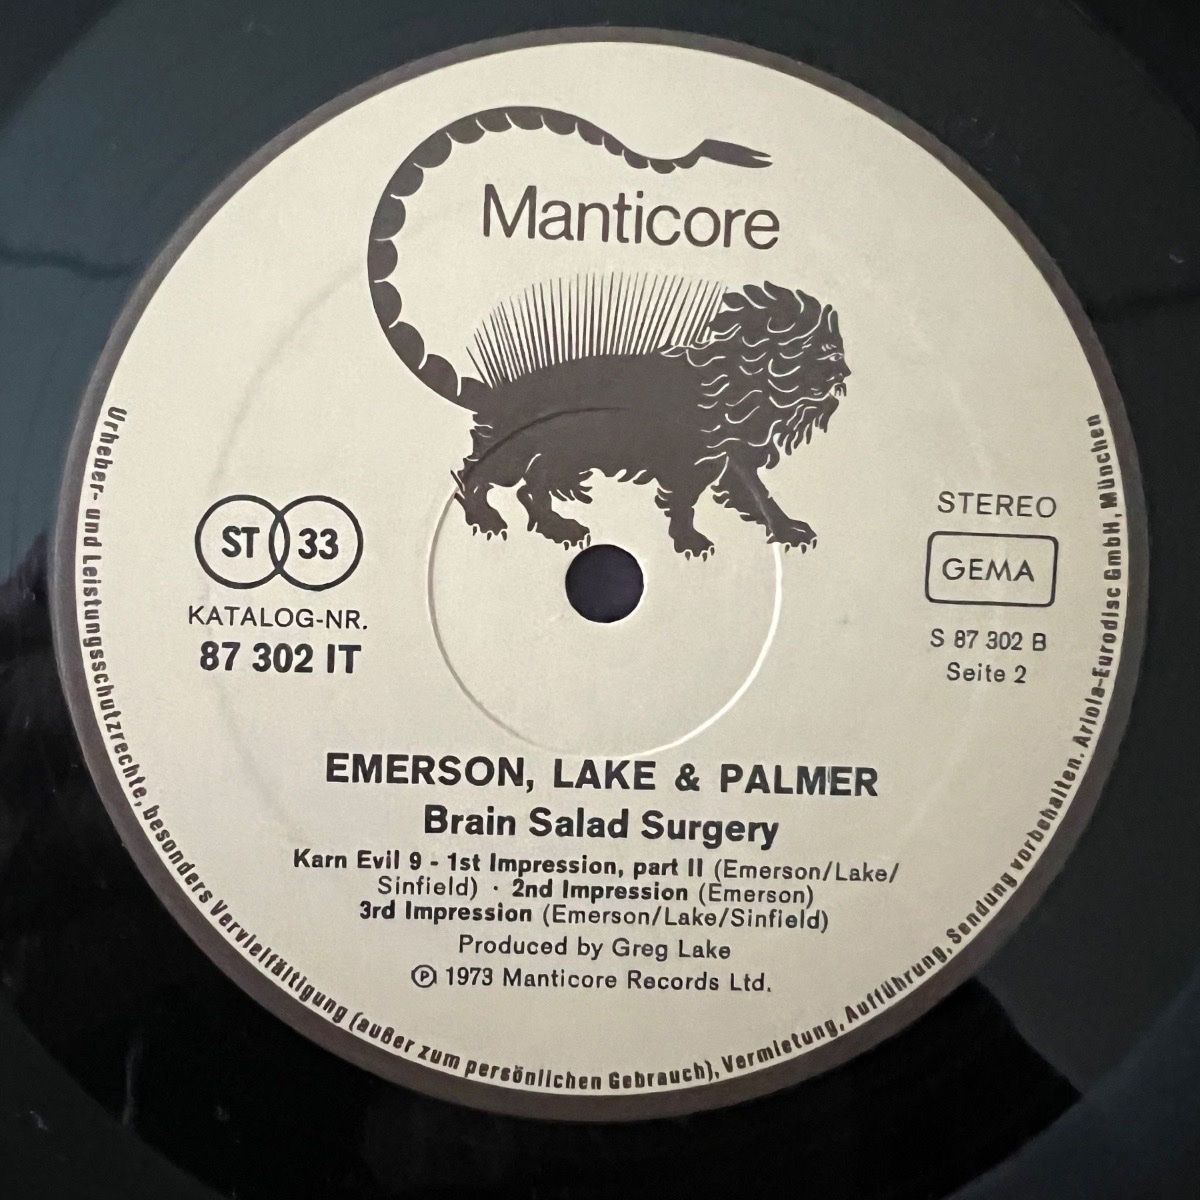 Manticore
ST 33
KATALOG-NR.
87 302 IT
STEREO
GEMA
S 87 302 B
Seite 2
EMERSON, LAKE & PALMER
Brain Salad Surgery
Karn Evil 9 - 1st Impression, part II (Emerson/Lake/
Sinfield) · 2nd Impression (Emerson)
3rd Impression (Emerson/Lake/Sinfield)
Produced by Greg Lake
℗ 1973 Manticore Records Ltd.
Urheber- und Leistungsschutzrechte, besonders Vervielfältigung (außer zum persönlichen Gebrauch), Vermietung, Aufführung, Sendung vorbehalten. Ariola-Eurodisc GmbH, München